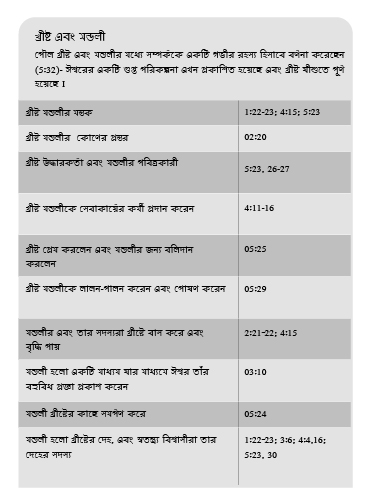 খ্রীষ্ট এবং মন্ডলী
পৌল খ্রীষ্ট এবং মন্ডলীর মধ্যে সম্পর্ককে একটি গভীর রহস্য হিসাবে বর্ণনা করেছেন
(5:32)- ঈশ্বরের একটি গুপ্ত পরিকল্পনা এখন প্রকাশিত হয়েছে এবং খ্রীষ্ট যীশুতে পূর্ণ
হয়েছে ।
খ্রীষ্ট মন্ডলীর মস্তক 1:22-23; 4:15; 5:23
খ্রীষ্ট মন্ডলীর কোণের প্রস্তর 02:20
খ্রীষ্ট উদ্ধারকর্তা এবং মন্ডলীর পবিত্রকারী 5:23, 26-27
খ্রীষ্ট মন্ডলীকে সেবাকার্যের কর্মী প্রদান করেন 4:11-16
খ্রীষ্ট প্রেম করলেন এবং মন্ডলীর জন্য বলিদান 05:25
করলেন
খ্রীষ্ট মন্ডলীকে লালন-পালন করেন এবং পোষণ করেন 05:29
মন্ডলীর এবং তার সদস্যরা খ্রীষ্টে বাস করে এবং 2:21-22; 4:15
বৃদ্ধি পায়
মন্ডলী হলো একটি মাধ্যম যার মাধ্যমে ঈশ্বর তাঁর 03:10
বহুবিধ প্রজ্ঞা প্রকাশ করেন
মন্ডলী খ্রীষ্টের কাছে সমর্পণ করে 05:24
মন্ডলী হলো খ্রীষ্টের দেহ, এবং স্বতন্ত্র বিশ্বাসীরা তার 1:22-23; 3:6; 4:4,16;
দেহের সদস্য 5:23, 30